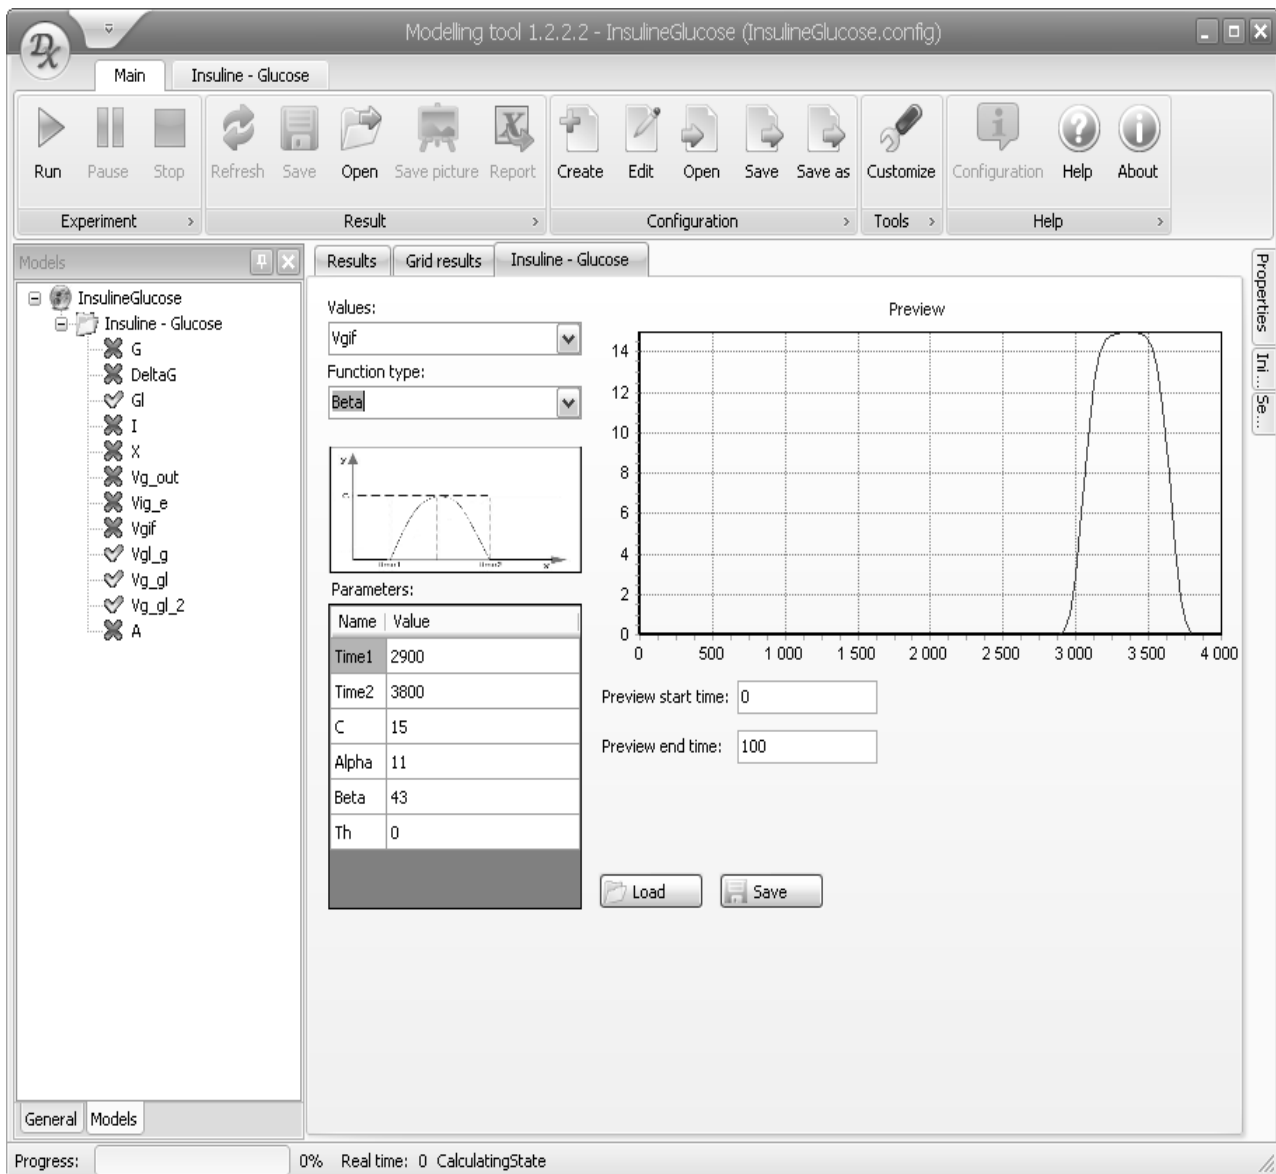 Modelling tool 1.2.2.2 - InsulineGlucose (InsulineGlucose.config)
Main Insuline - Glucose
Run Pause Stop Refresh Save Open Save picture Report Create Edit Open Save Save as Customize Configuration Help About
Experiment Result Configuration Tools Help
Models
InsulineGlucose
Insuline - Glucose
G
DeltaG
Gl
I
X
Vg_out
Vig_e
Vgif
Vgl_g
Vg_gl
Vg_gl_2
A
General Models
Results Grid results Insuline - Glucose
Values:
Vgif
Function type:
Beta
y
C
x
Parameters:
Name Value
Time1 2900
Time2 3800
C 15
Alpha 11
Beta 43
Th 0
Preview
14
12
10
8
6
4
2
0
0 500 1 000 1 500 2 000 2 500 3 000 3 500 4 000
Preview start time: 0
Preview end time: 100
Load Save
Properties
Ini...
Se...
Progress: 0% Real time: 0 CalculatingState